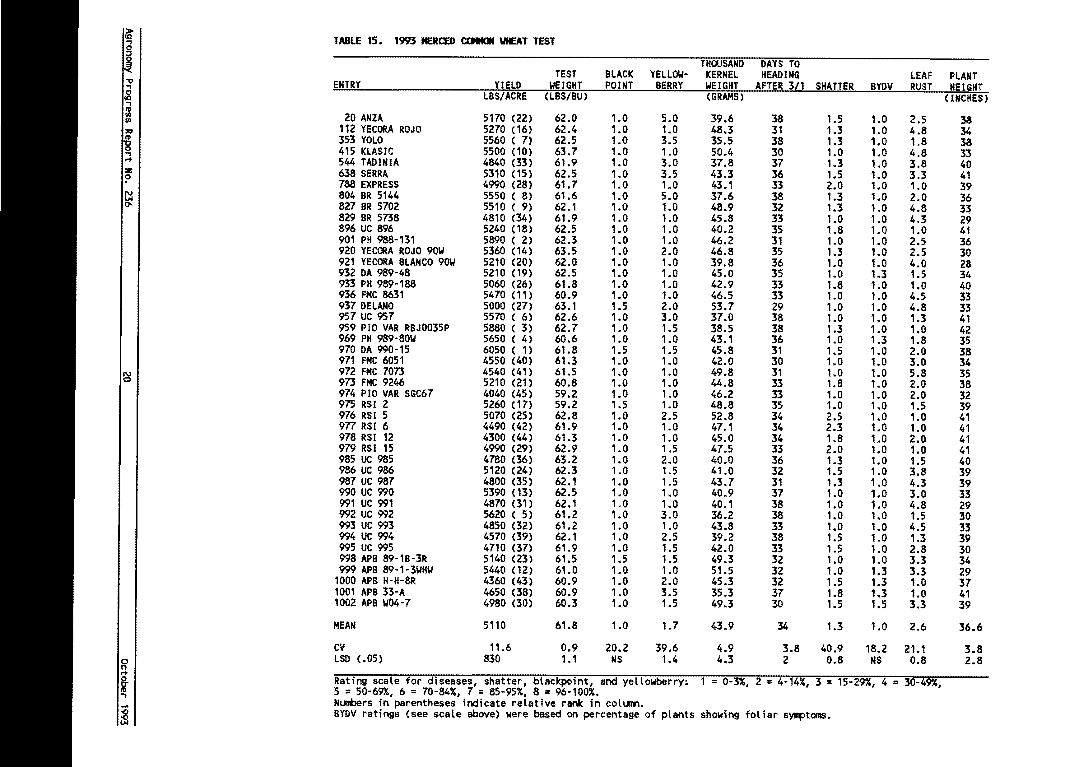 Agronomy Progress Report No. 236
20
October 1993
TABLE 15. 1993 MERCED COMMON WHEAT TEST
THOUSAND DAYS TO
TEST BLACK YELLOW- KERNEL HEADING LEAF PLANT
ENTRY YIELD WEIGHT POINT BERRY WEIGHT AFTER 3/1 SHATTER BYDV RUST HEIGHT
LBS/ACRE (LBS/BU) (GRAMS) (INCHES)
20 ANZA 5170 (22) 62.0 1.0 5.0 39.6 38 1.5 1.0 2.5 38
112 YECORA ROJO 5270 (16) 62.4 1.0 1.0 48.3 31 1.3 1.0 4.8 34
353 YOLO 5560 ( 7) 62.5 1.0 3.5 35.5 38 1.3 1.0 1.8 38
415 KLASIC 5500 (10) 63.7 1.0 1.0 50.4 30 1.0 1.0 4.8 33
544 TADINIA 4840 (33) 61.9 1.0 3.0 37.8 37 1.3 1.0 3.8 40
638 SERRA 5310 (15) 62.5 1.0 3.5 43.3 36 1.5 1.0 3.3 41
788 EXPRESS 4990 (28) 61.7 1.0 1.0 43.1 33 2.0 1.0 1.0 39
804 BR 5144 5550 ( 8) 61.6 1.0 5.0 37.6 38 1.3 1.0 2.0 36
827 BR 5702 5510 ( 9) 62.1 1.0 1.0 48.9 32 1.3 1.0 4.8 33
829 BR 5738 4810 (34) 61.9 1.0 1.0 45.8 33 1.0 1.0 4.3 29
896 UC 896 5240 (18) 62.5 1.0 1.0 40.2 35 1.8 1.0 1.0 41
901 PH 988-131 5890 ( 2) 62.3 1.0 1.0 46.2 31 1.0 1.0 2.5 36
920 YECORA ROJO 90W 5360 (14) 63.5 1.0 2.0 46.8 35 1.3 1.0 2.5 30
921 YECORA BLANCO 90W 5210 (20) 62.0 1.0 1.0 39.8 36 1.0 1.0 4.0 28
932 DA 989-48 5210 (19) 62.5 1.0 1.0 45.0 35 1.0 1.3 1.5 34
933 PH 989-188 5060 (26) 61.8 1.0 1.0 42.9 33 1.8 1.0 1.0 40
936 FMC 8631 5470 (11) 60.9 1.0 1.0 46.5 33 1.0 1.0 4.5 33
937 DELANO 5000 (27) 63.1 1.5 2.0 53.7 29 1.0 1.0 4.8 33
957 UC 957 5570 ( 6) 62.6 1.0 3.0 37.0 38 1.0 1.0 1.3 41
959 PIO VAR RBJ0035P 5880 ( 3) 62.7 1.0 1.5 38.5 38 1.3 1.0 1.0 42
969 PH 989-80W 5650 ( 4) 60.6 1.0 1.0 43.1 36 1.0 1.3 1.8 35
970 DA 990-15 6050 ( 1) 61.8 1.5 1.5 45.8 31 1.5 1.0 2.0 38
971 FMC 6051 4550 (40) 61.3 1.0 1.0 42.0 30 1.0 1.0 3.0 34
972 FMC 7073 4540 (41) 61.5 1.0 1.0 49.8 31 1.0 1.0 5.8 35
973 FMC 9246 5210 (21) 60.8 1.0 1.0 44.8 33 1.8 1.0 2.0 38
974 PIO VAR SGC67 4040 (45) 59.2 1.0 1.0 46.2 33 1.0 1.0 2.0 32
975 RSI 2 5260 (17) 59.2 1.5 1.0 48.8 35 1.0 1.0 1.5 39
976 RSI 5 5070 (25) 62.8 1.0 2.5 52.8 34 2.5 1.0 1.0 41
977 RSI 6 4490 (42) 61.9 1.0 1.0 47.1 34 2.3 1.0 1.0 41
978 RSI 12 4300 (44) 61.3 1.0 1.0 45.0 34 1.8 1.0 2.0 41
979 RSI 15 4990 (29) 62.9 1.0 1.5 47.5 33 2.0 1.0 1.0 41
985 UC 985 4780 (36) 63.2 1.0 2.0 40.0 36 1.3 1.0 1.5 40
986 UC 986 5120 (24) 62.3 1.0 1.5 41.0 32 1.5 1.0 3.8 39
987 UC 987 4800 (35) 62.1 1.0 1.5 43.7 31 1.3 1.0 4.3 39
990 UC 990 5390 (13) 62.5 1.0 1.0 40.9 37 1.0 1.0 3.0 33
991 UC 991 4870 (31) 62.1 1.0 1.0 40.1 38 1.0 1.0 4.8 29
992 UC 992 5620 ( 5) 61.2 1.0 3.0 36.2 38 1.0 1.0 1.5 30
993 UC 993 4850 (32) 61.2 1.0 1.0 43.8 33 1.0 1.0 4.5 33
994 UC 994 4570 (39) 62.1 1.0 2.5 39.2 38 1.5 1.0 1.3 39
995 UC 995 4710 (37) 61.9 1.0 1.5 42.0 33 1.5 1.0 2.8 30
998 APB 89-1B-3R 5140 (23) 61.5 1.5 1.5 49.3 32 1.0 1.0 3.3 34
999 APB 89-1-3WHW 5440 (12) 61.0 1.0 1.0 51.5 32 1.0 1.3 3.3 29
1000 APB H-H-8R 4360 (43) 60.9 1.0 2.0 45.3 32 1.5 1.3 1.0 37
1001 APB 33-A 4650 (38) 60.9 1.0 3.5 35.3 37 1.8 1.3 1.0 41
1002 APB W04-7 4980 (30) 60.3 1.0 1.5 49.3 30 1.5 1.5 3.3 39
MEAN 5110 61.8 1.0 1.7 43.9 34 1.3 1.0 2.6 36.6
CV 11.6 0.9 20.2 39.6 4.9 3.8 40.9 18.2 21.1 3.8
LSD (.05) 830 1.1 NS 1.4 4.3 2 0.8 NS 0.8 2.8
Rating scale for diseases, shatter, blackpoint, and yellowberry: 1 = 0-3%, 2 = 4-14%, 3 = 15-29%, 4 = 30-49%,
5 = 50-69%, 6 = 70-84%, 7 = 85-95%, 8 = 96-100%.
Numbers in parentheses indicate relative rank in column.
BYDV ratings (see scale above) were based on percentage of plants showing foliar symptoms.